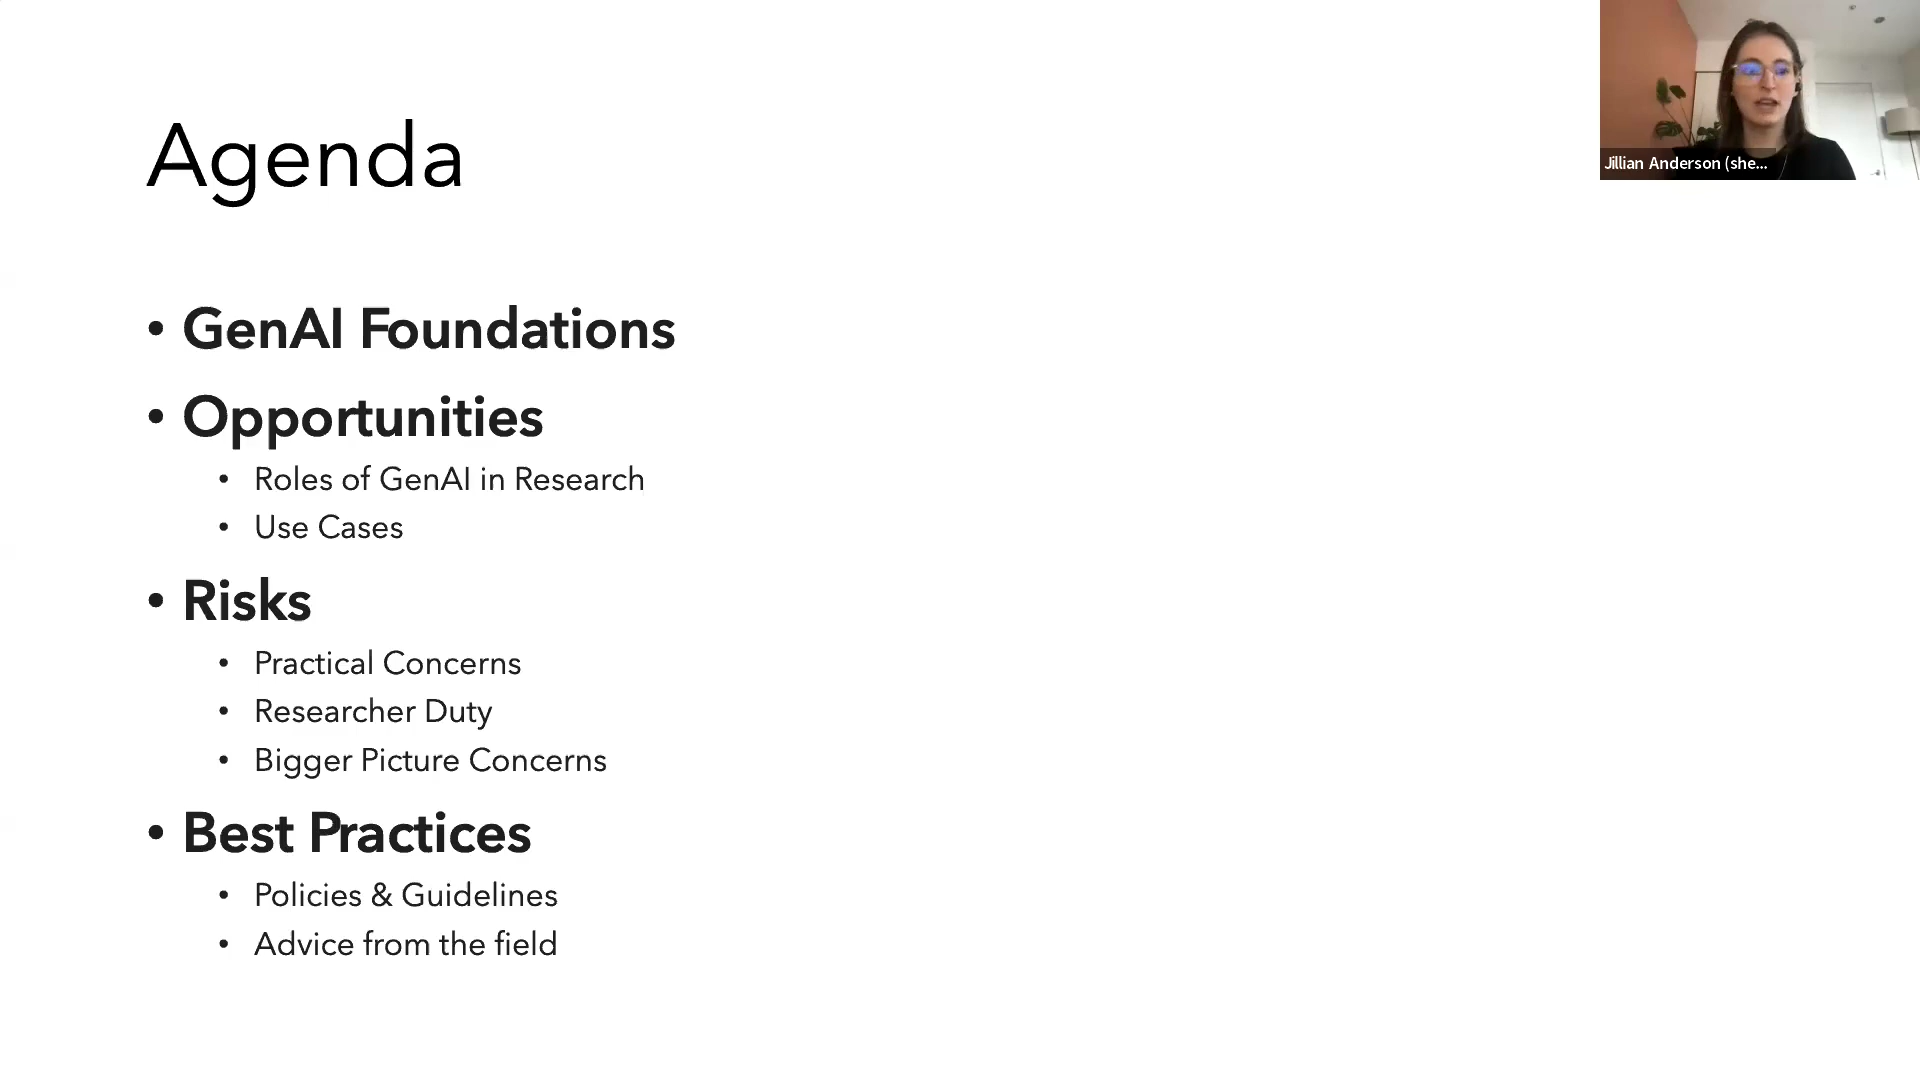 Agenda
• GenAI Foundations
• Opportunities
• Roles of GenAI in Research
• Use Cases
• Risks
• Practical Concerns
• Researcher Duty
• Bigger Picture Concerns
• Best Practices
• Policies & Guidelines
• Advice from the field
Jillian Anderson (she...